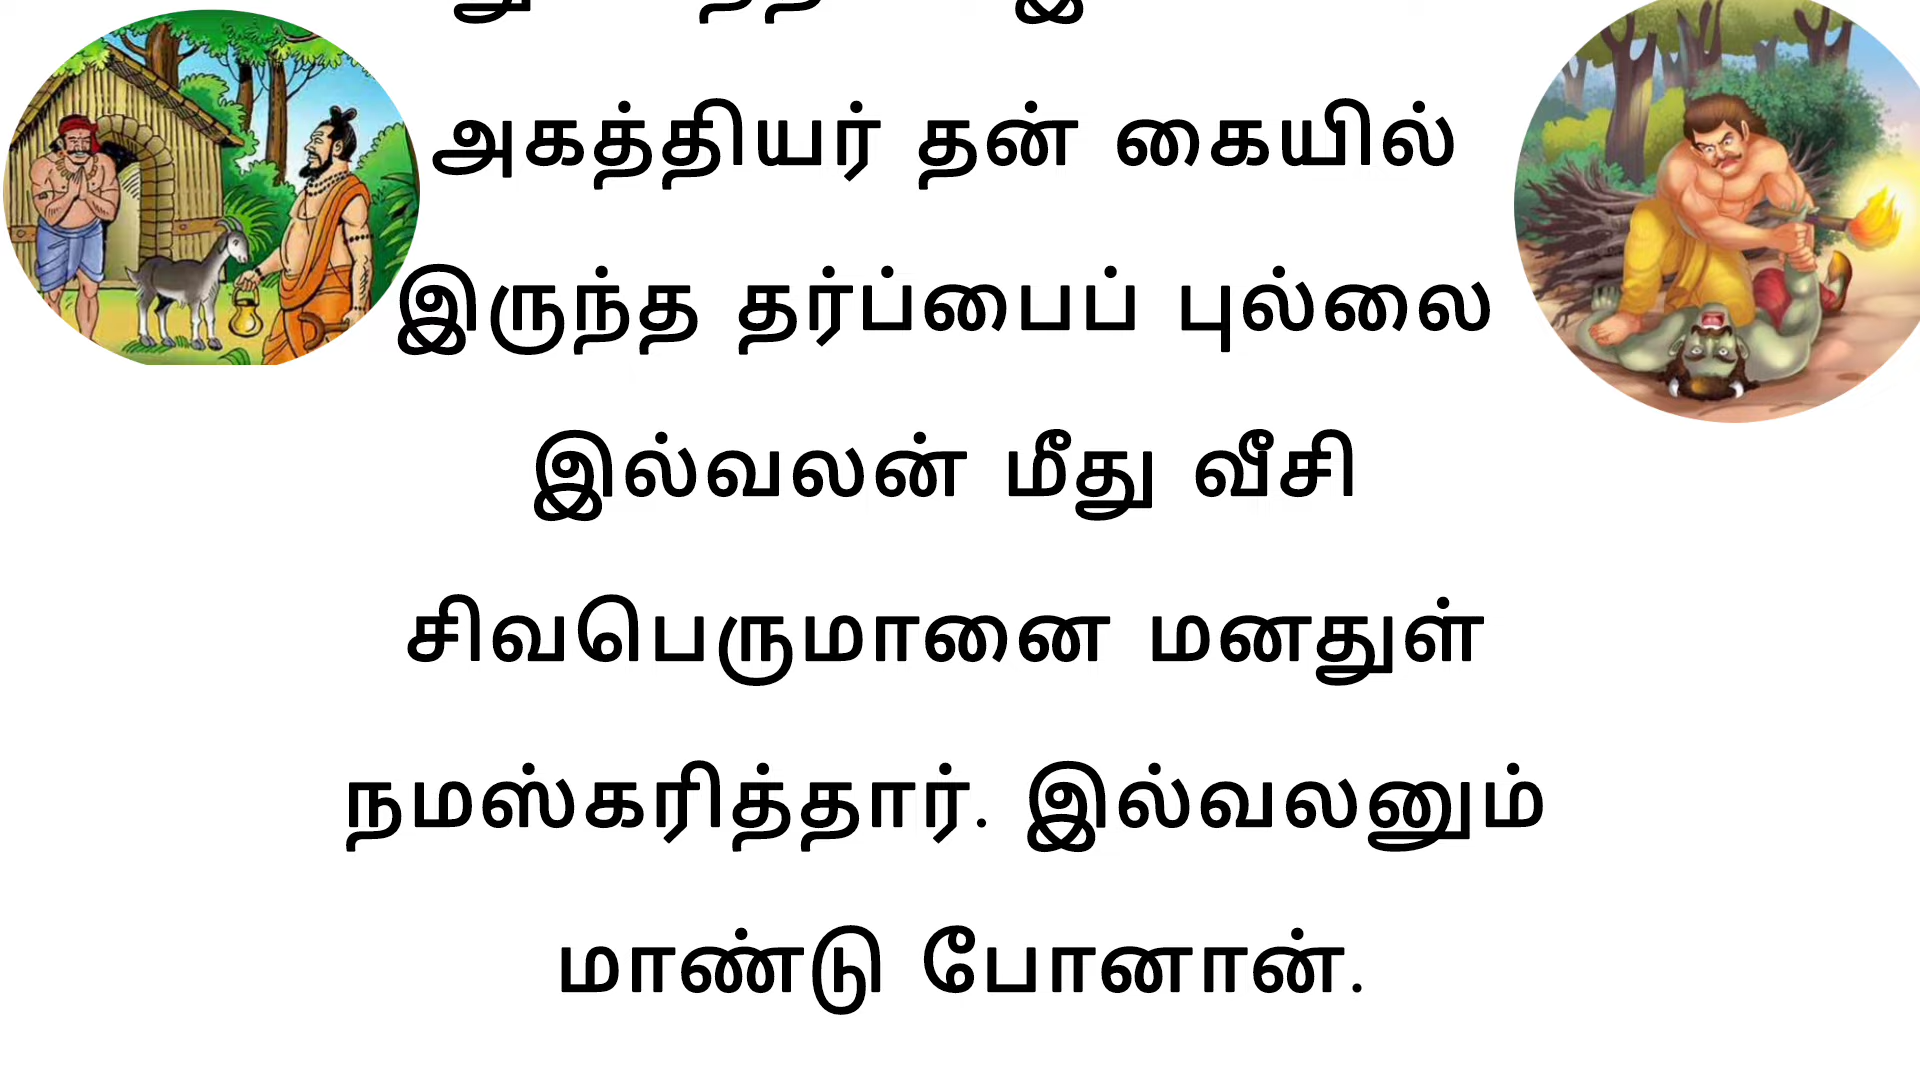 அகத்தியர் தன் கையில்
இருந்த தர்ப்பைப் புல்லை
இல்வலன் மீது வீசி
சிவபெருமானை மனதுள்
நமஸ்கரித்தார். இல்வலனும்
மாண்டு போனான்.